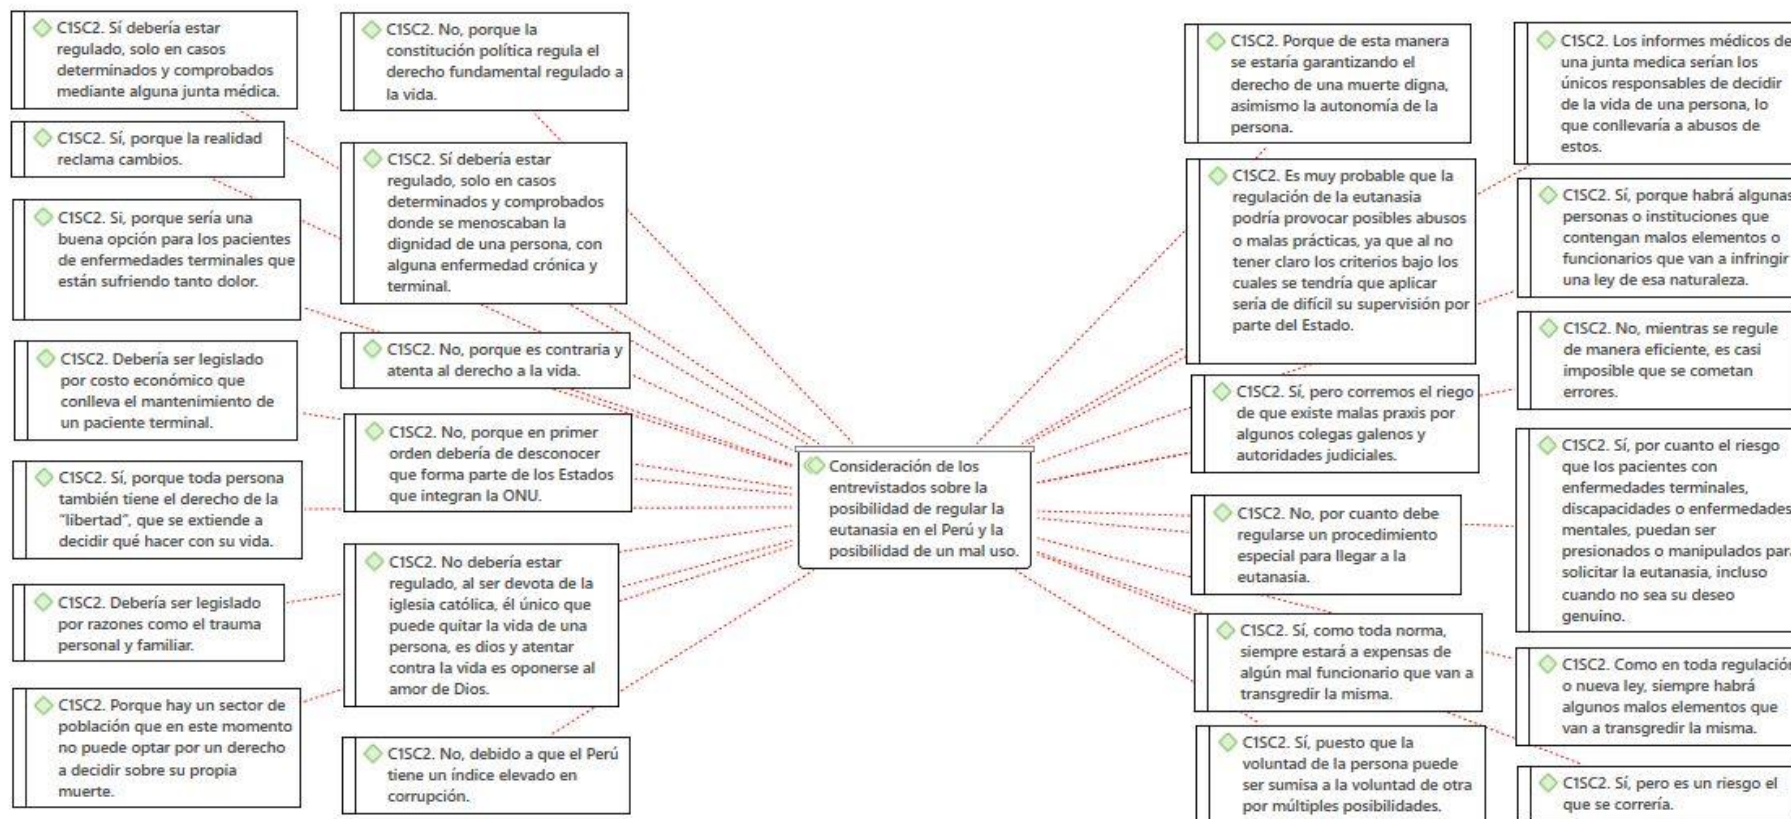 C1SC2. Sí debería estar
regulado, solo en casos
determinados y comprobados
mediante alguna junta médica.
C1SC2. Sí, porque la realidad
reclama cambios.
C1SC2. Si, porque sería una
buena opción para los pacientes
de enfermedades terminales que
están sufriendo tanto dolor.
C1SC2. Debería ser legislado
por costo económico que
conlleva el mantenimiento de
un paciente terminal.
C1SC2. Sí, porque toda persona
también tiene el derecho de la
"libertad", que se extiende a
decidir qué hacer con su vida.
C1SC2. Debería ser legislado
por razones como el trauma
personal y familiar.
C1SC2. Porque hay un sector de
población que en este momento
no puede optar por un derecho
a decidir sobre su propia
muerte.
C1SC2. No, porque la
constitución política regula el
derecho fundamental regulado a
la vida.
C1SC2. Sí debería estar
regulado, solo en casos
determinados y comprobados
donde se menoscaban la
dignidad de una persona, con
alguna enfermedad crónica y
terminal.
C1SC2. No, porque es contraria y
atenta al derecho a la vida.
C1SC2. No, porque en primer
orden debería de desconocer
que forma parte de los Estados
que integran la ONU.
C1SC2. No debería estar
regulado, al ser devota de la
iglesia católica, él único que
puede quitar la vida de una
persona, es dios y atentar
contra la vida es oponerse al
amor de Dios.
C1SC2. No, debido a que el Perú
tiene un índice elevado en
corrupción.
Consideración de los
entrevistados sobre la
posibilidad de regular la
eutanasia en el Perú y la
posibilidad de un mal uso.
C1SC2. Porque de esta manera
se estaría garantizando el
derecho de una muerte digna,
asimismo la autonomía de la
persona.
C1SC2. Es muy probable que la
regulación de la eutanasia
podría provocar posibles abusos
o malas prácticas, ya que al no
tener claro los criterios bajo los
cuales se tendría que aplicar
sería de difícil su supervisión por
parte del Estado.
C1SC2. Sí, pero corremos el riego
de que existe malas praxis por
algunos colegas galenos y
autoridades judiciales.
C1SC2. No, por cuanto debe
regularse un procedimiento
especial para llegar a la
eutanasia.
C1SC2. Sí, como toda norma,
siempre estará a expensas de
algún mal funcionario que van a
transgredir la misma.
C1SC2. Sí, puesto que la
voluntad de la persona puede
ser sumisa a la voluntad de otra
por múltiples posibilidades.
C1SC2. Los informes médicos de
una junta medica serían los
únicos responsables de decidir
de la vida de una persona, lo
que conllevaría a abusos de
estos.
C1SC2. Sí, porque habrá algunas
personas o instituciones que
contengan malos elementos o
funcionarios que van a infringir
una ley de esa naturaleza.
C1SC2. No, mientras se regule
de manera eficiente, es casi
imposible que se cometan
errores.
C1SC2. Sí, por cuanto el riesgo
que los pacientes con
enfermedades terminales,
discapacidades o enfermedades
mentales, puedan ser
presionados o manipulados para
solicitar la eutanasia, incluso
cuando no sea su deseo
genuino.
C1SC2. Como en toda regulación
o nueva ley, siempre habrá
algunos malos elementos que
van a transgredir la misma.
C1SC2. Sí, pero es un riesgo el
que se correría.